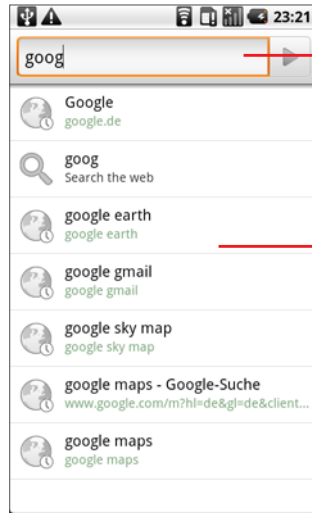 23:21
goog
Google
google.de
goog
Search the web
google earth
google earth
google gmail
google gmail
google sky map
google sky map
google maps - Google-Suche
www.google.com/m?hl=de&gl=de&client...
google maps
google maps